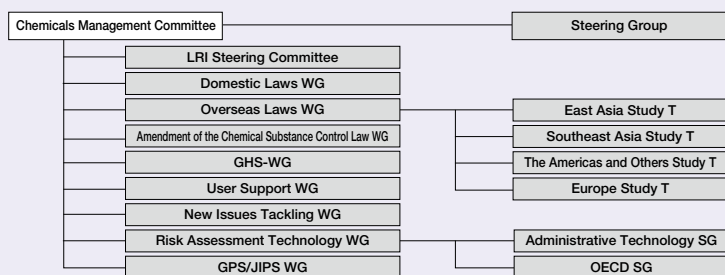 Chemicals Management Committee
Steering Group
LRI Steering Committee
Domestic Laws WG
Overseas Laws WG
East Asia Study T
Amendment of the Chemical Substance Control Law WG
Southeast Asia Study T
GHS-WG
The Americas and Others Study T
User Support WG
Europe Study T
New Issues Tackling WG
Risk Assessment Technology WG
Administrative Technology SG
GPS/JIPS WG
OECD SG